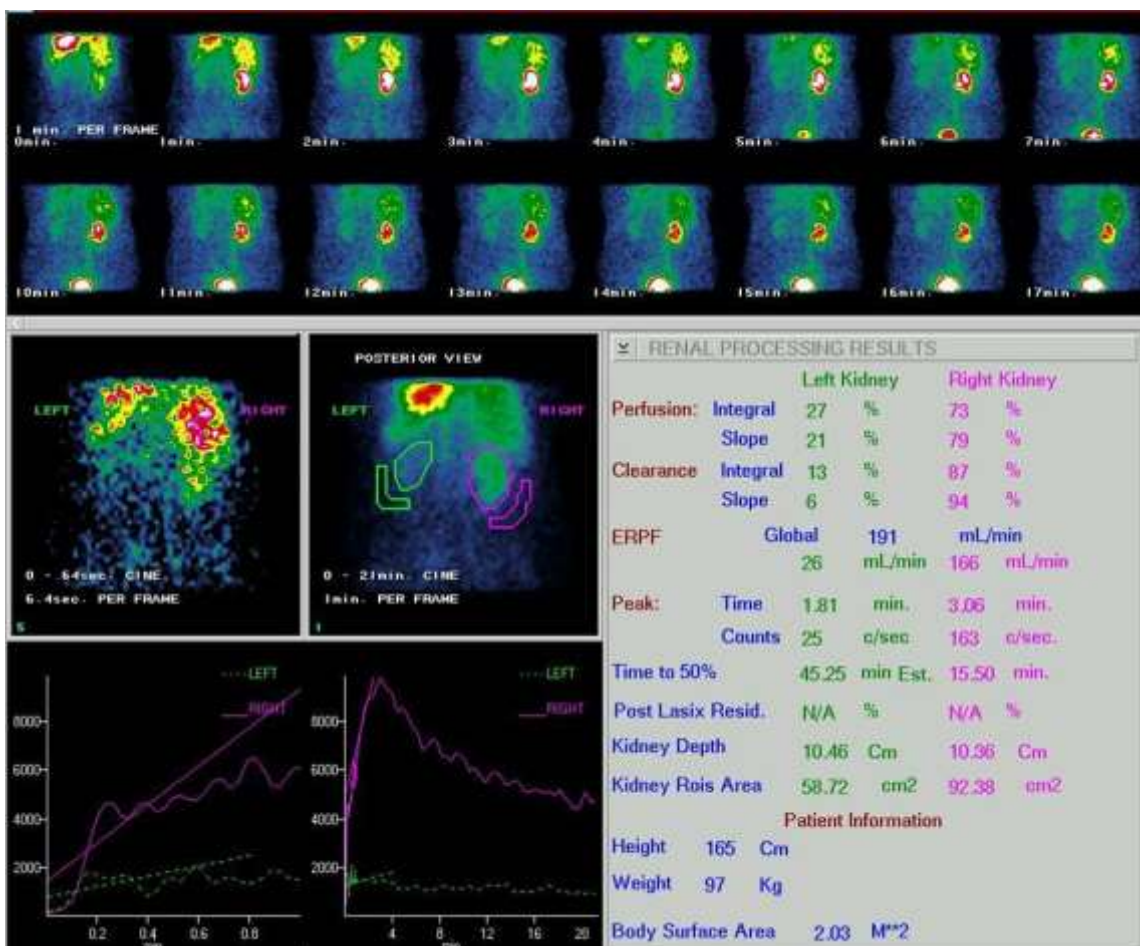 1 min. PER FRAME
0min. 1min. 2min. 3min. 4min. 5min. 6min. 7min.
10min. 11min. 12min. 13min. 14min. 15min. 16min. 17min.
LEFT RIGHT
0 - 64sec. CINE.
6.4sec. PER FRAME
S
POSTERIOR VIEW
LEFT RIGHT
0 - 21min. CINE
1min. PER FRAME
1
LEFT
RIGHT
8000
6000
4000
2000
0.2 0.4 0.6 0.8
LEFT
RIGHT
8000
6000
4000
2000
4 8 12 16 20
RENAL PROCESSING RESULTS
Left Kidney Right Kidney
Perfusion: Integral 27 % 73 %
Slope 21 % 79 %
Clearance Integral 13 % 87 %
Slope 6 % 94 %
ERPF Global 191 mL/min
26 mL/min 166 mL/min
Peak: Time 1.81 min. 3.06 min.
Counts 25 c/sec 163 c/sec.
Time to 50% 45.25 min Est. 15.50 min.
Post Lasix Resid. N/A % N/A %
Kidney Depth 10.46 Cm 10.36 Cm
Kidney Rois Area 58.72 cm2 92.38 cm2
Patient Information
Height 165 Cm
Weight 97 Kg
Body Surface Area 2.03 M**2